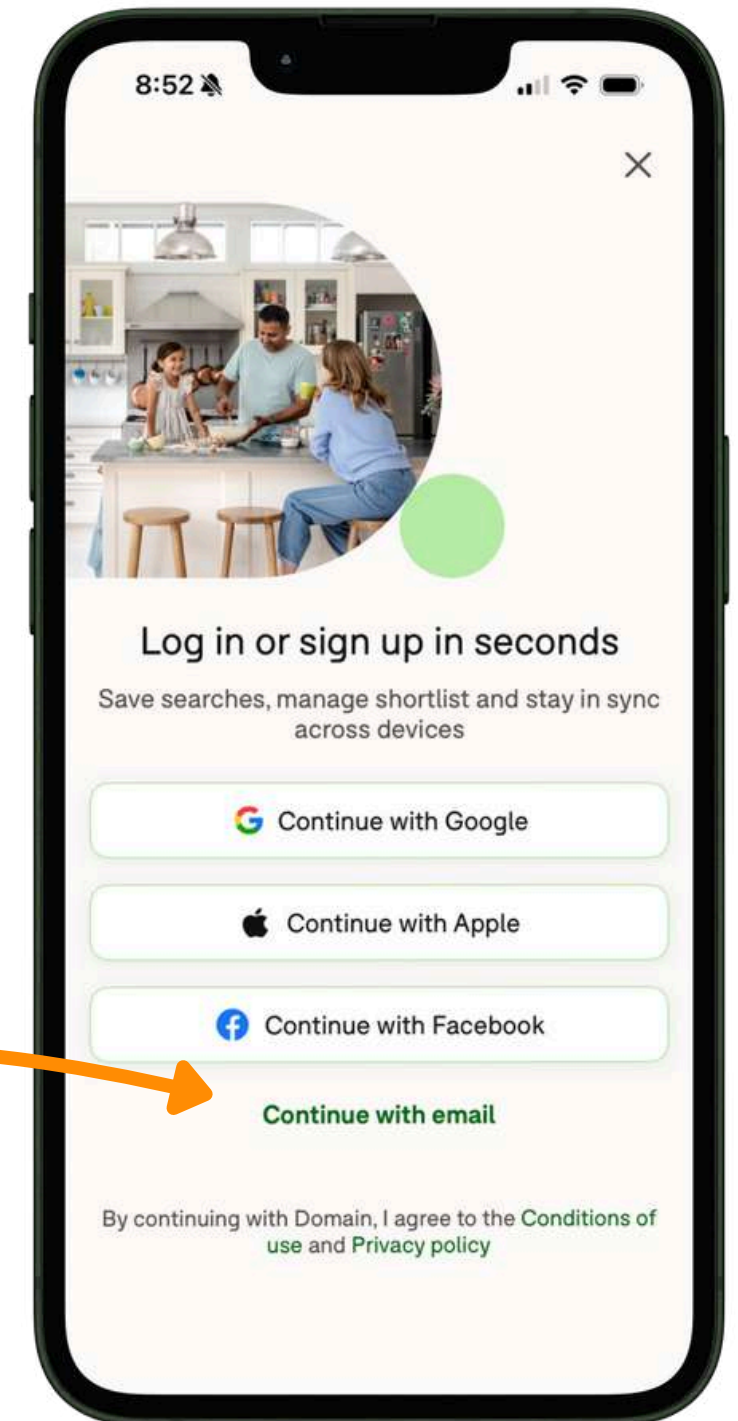 8:52
Log in or sign up in seconds
Save searches, manage shortlist and stay in sync
across devices
Continue with Google
Continue with Apple
Continue with Facebook
Continue with email
By continuing with Domain, I agree to the Conditions of
use and Privacy policy